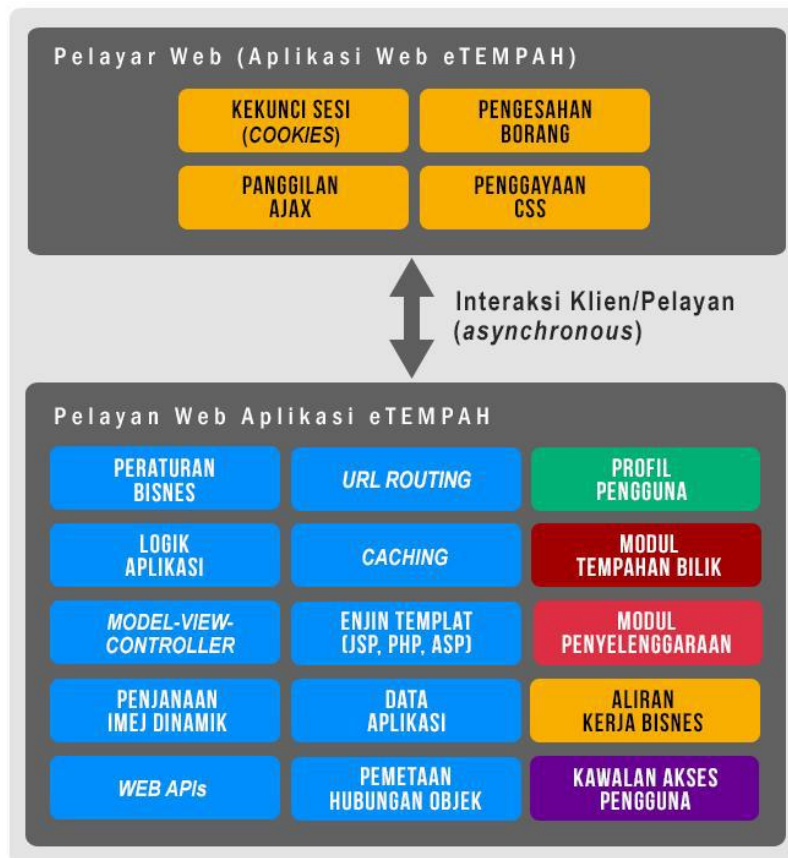 Pelayar Web (Aplikasi Web eTEMPAH)
KEKUNCI SESI
(COOKIES)
PENGESAHAN
BORANG
PANGGILAN
AJAX
PENGGAYAAN
CSS
Interaksi Klien/Pelayan
(asynchronous)
Pelayan Web Aplikasi eTEMPAH
PERATURAN
BISNES
URL ROUTING
PROFIL
PENGGUNA
LOGIK
APLIKASI
CACHING
MODUL
TEMPAHAN BILIK
MODEL-VIEW-
CONTROLLER
ENJIN TEMPLAT
(JSP, PHP, ASP)
MODUL
PENYELENGGARAAN
PENJANAAN
IMEJ DINAMIK
DATA
APLIKASI
ALIRAN
KERJA BISNES
WEB APIs
PEMETAAN
HUBUNGAN OBJEK
KAWALAN AKSES
PENGGUNA